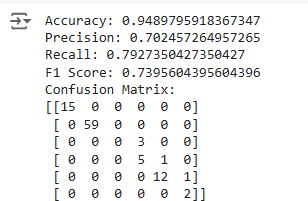 Accuracy: 0.9489795918367347
Precision: 0.702457264957265
Recall: 0.7927350427350427
F1 Score: 0.7395604395604396
Confusion Matrix:
[[15  0  0  0  0  0]
 [ 0 59  0  0  0  0]
 [ 0  0  0  3  0  0]
 [ 0  0  0  5  1  0]
 [ 0  0  0  0 12  1]
 [ 0  0  0  0  0  2]]